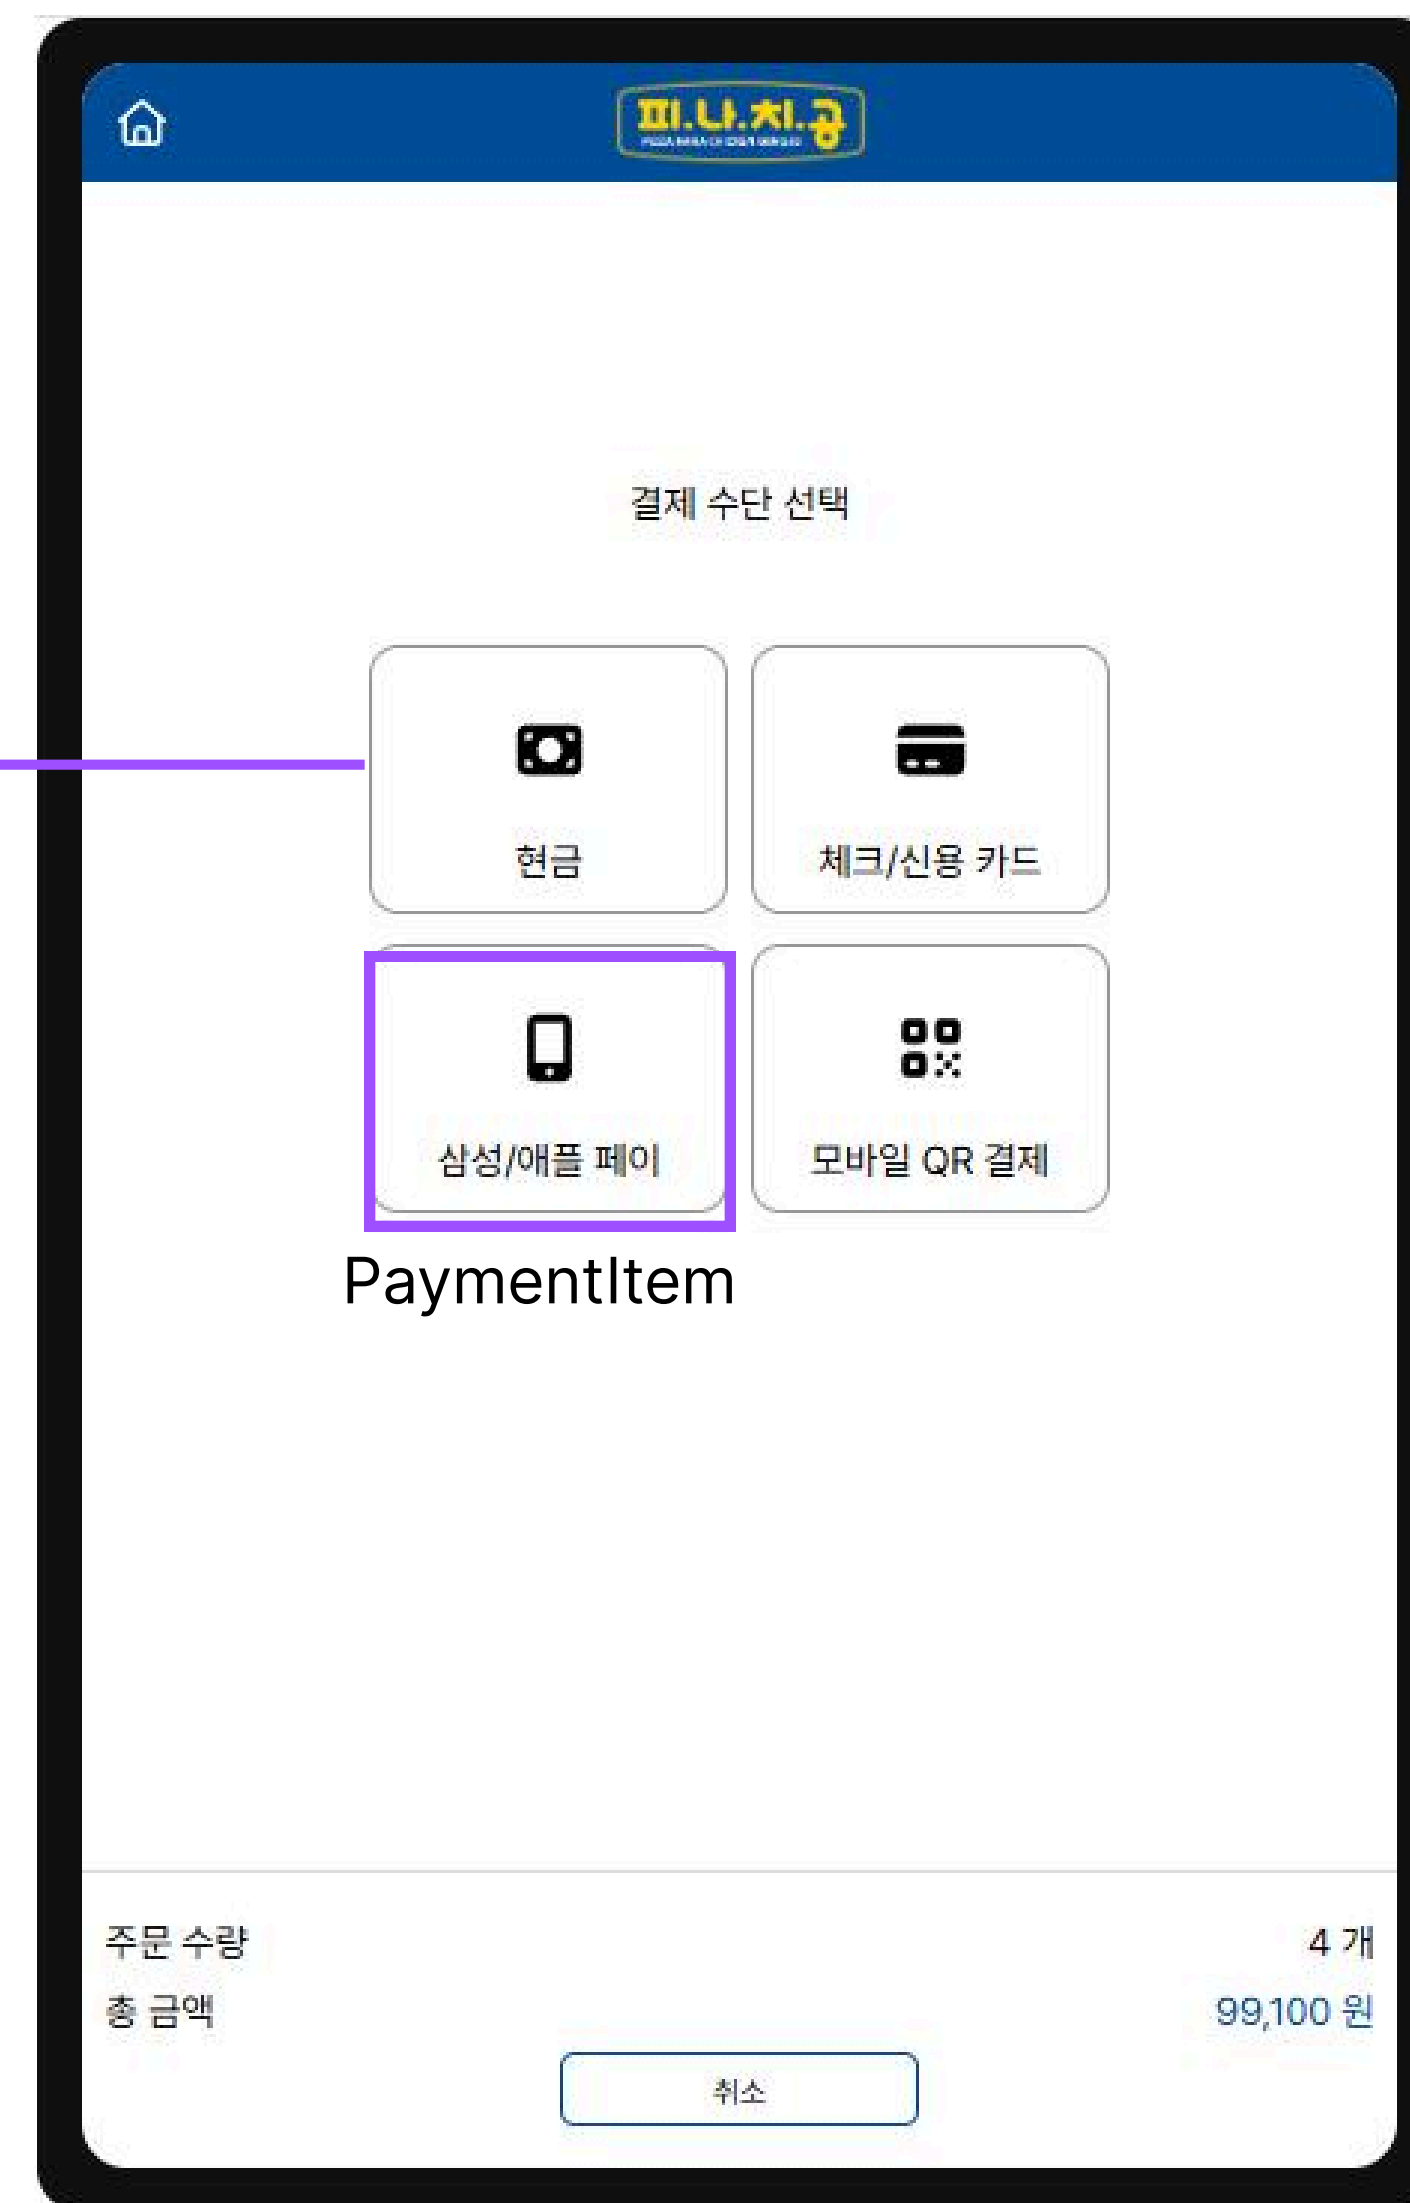 피.나.치.공
결제 수단 선택
현금
체크/신용 카드
삼성/애플 페이
모바일 QR 결제
PaymentItem
주문 수량
4 개
총 금액
99,100 원
취소